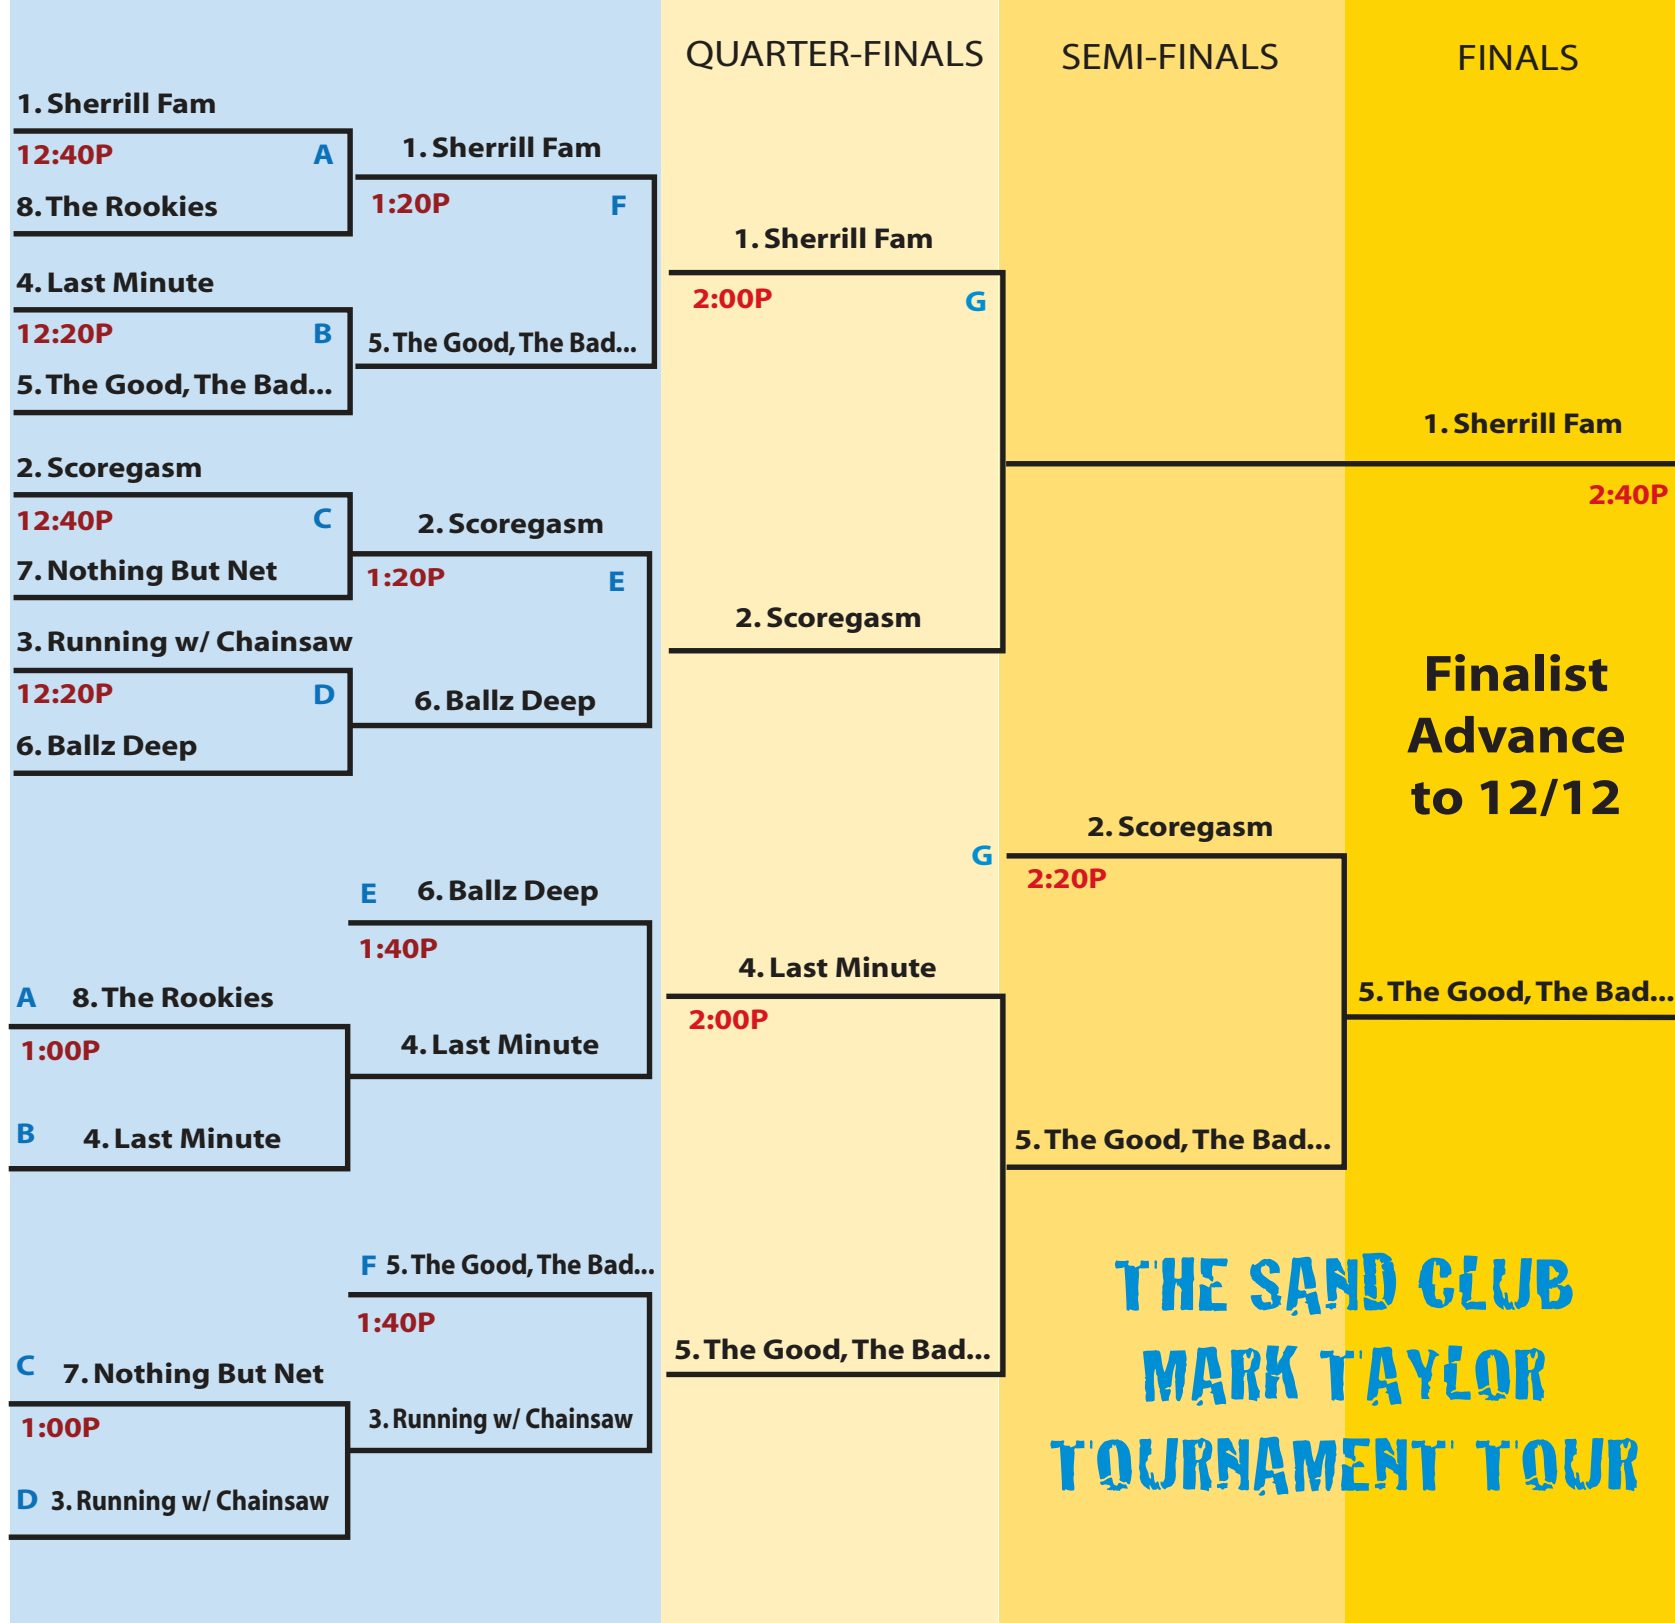 QUARTER-FINALS
SEMI-FINALS
FINALS
1. Sherrill Fam
12:40P
A
8. The Rookies
4. Last Minute
12:20P
B
5. The Good, The Bad...
2. Scoregasm
12:40P
C
7. Nothing But Net
3. Running w/ Chainsaw
12:20P
D
6. Ballz Deep
A
8. The Rookies
1:00P
B
4. Last Minute
C
7. Nothing But Net
1:00P
D
3. Running w/ Chainsaw
1. Sherrill Fam
1:20P
F
5. The Good, The Bad...
2. Scoregasm
1:20P
E
6. Ballz Deep
E
6. Ballz Deep
1:40P
4. Last Minute
F
5. The Good, The Bad...
1:40P
3. Running w/ Chainsaw
1. Sherrill Fam
2:00P
G
2. Scoregasm
4. Last Minute
2:00P
5. The Good, The Bad...
G
2. Scoregasm
2:20P
5. The Good, The Bad...
1. Sherrill Fam
2:40P
Finalist
Advance
to 12/12
5. The Good, The Bad...
THE SAND CLUB
MARK TAYLOR
TOURNAMENT TOUR